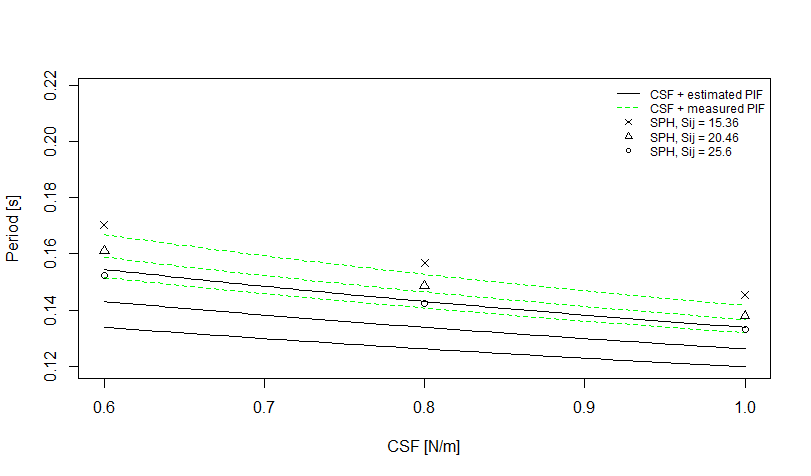 0.22
0.20
0.18
0.16
0.14
0.12
Period [s]
CSF + estimated PIF
CSF + measured PIF
SPH, Sij = 15.36
SPH, Sij = 20.46
SPH, Sij = 25.6
0.6 0.7 0.8 0.9 1.0
CSF [N/m]